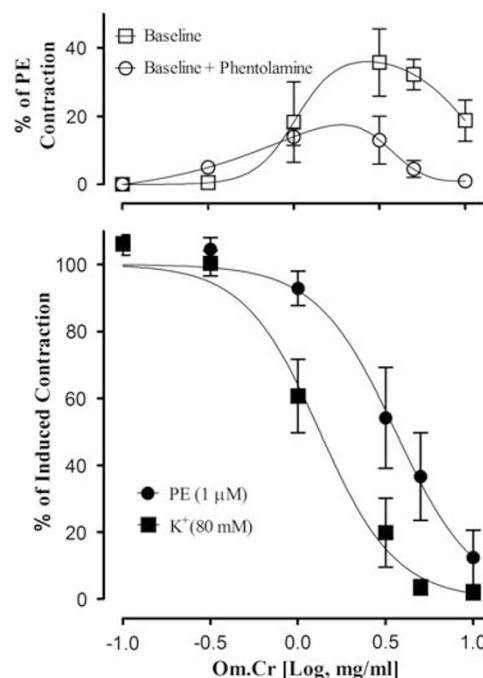 40
20
0
% of PE
Contraction
Baseline
Baseline + Phentolamine
100
80
60
40
20
0
% of Induced Contraction
PE (1 μM)
K⁺(80 mM)
-1.0 -0.5 0.0 0.5 1.0
Om.Cr [Log, mg/ml]